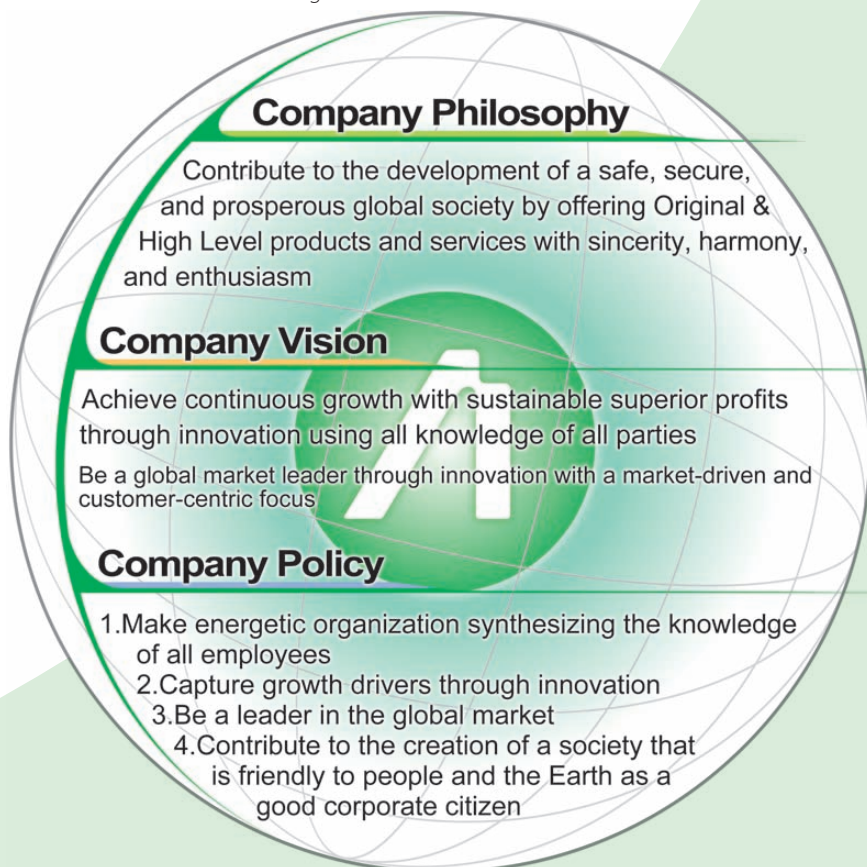 Company Philosophy
Contribute to the development of a safe, secure,
and prosperous global society by offering Original &
High Level products and services with sincerity, harmony,
and enthusiasm
Company Vision
Achieve continuous growth with sustainable superior profits
through innovation using all knowledge of all parties
Be a global market leader through innovation with a market-driven and
customer-centric focus
Company Policy
1.Make energetic organization synthesizing the knowledge
of all employees
2.Capture growth drivers through innovation
3.Be a leader in the global market
4.Contribute to the creation of a society that
is friendly to people and the Earth as a
good corporate citizen